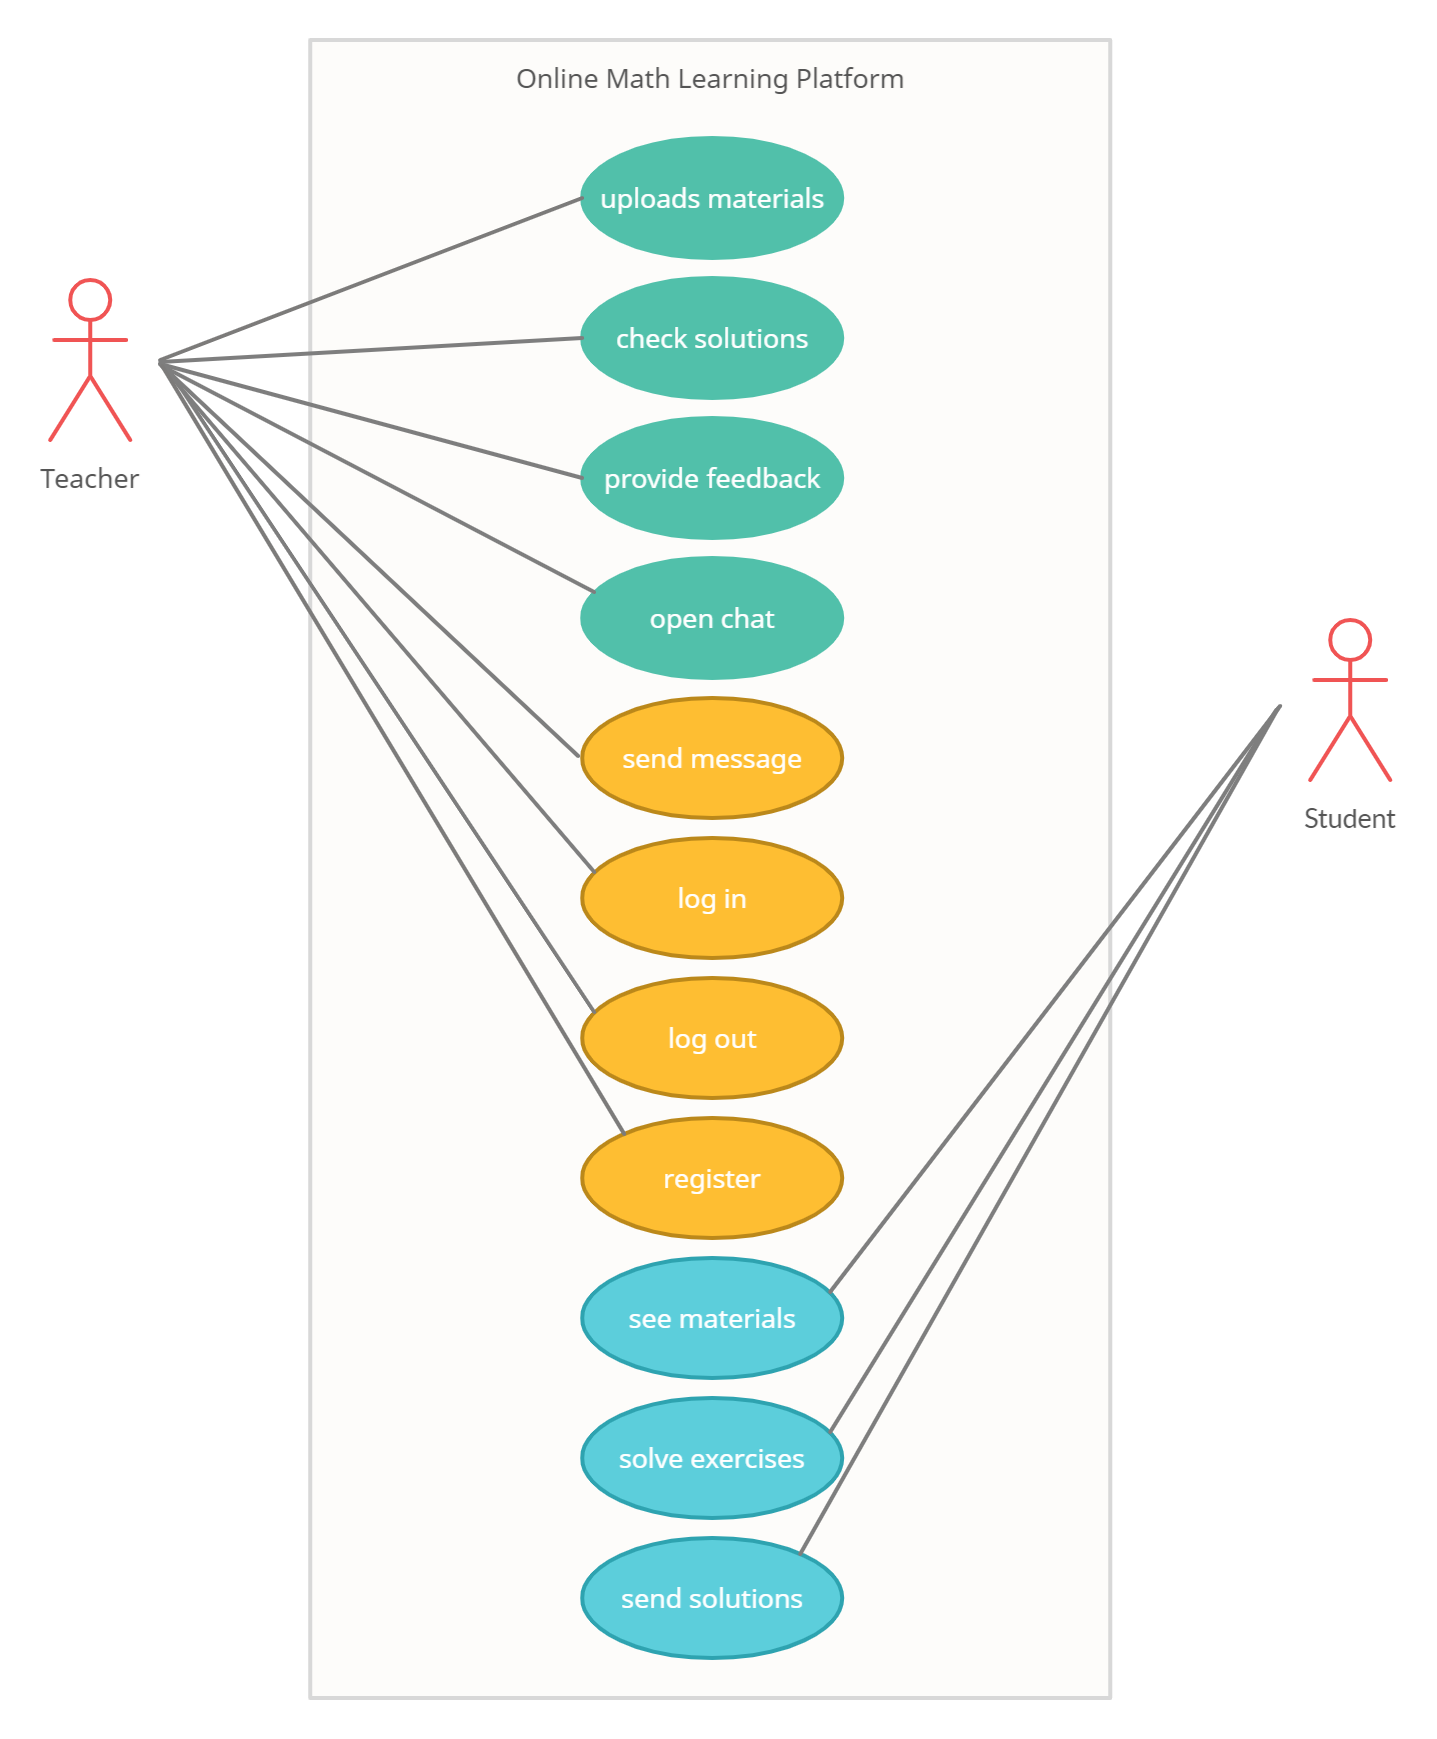 Online Math Learning Platform
uploads materials
check solutions
provide feedback
Teacher
open chat
send message
Student
log in
log out
register
see materials
solve exercises
send solutions